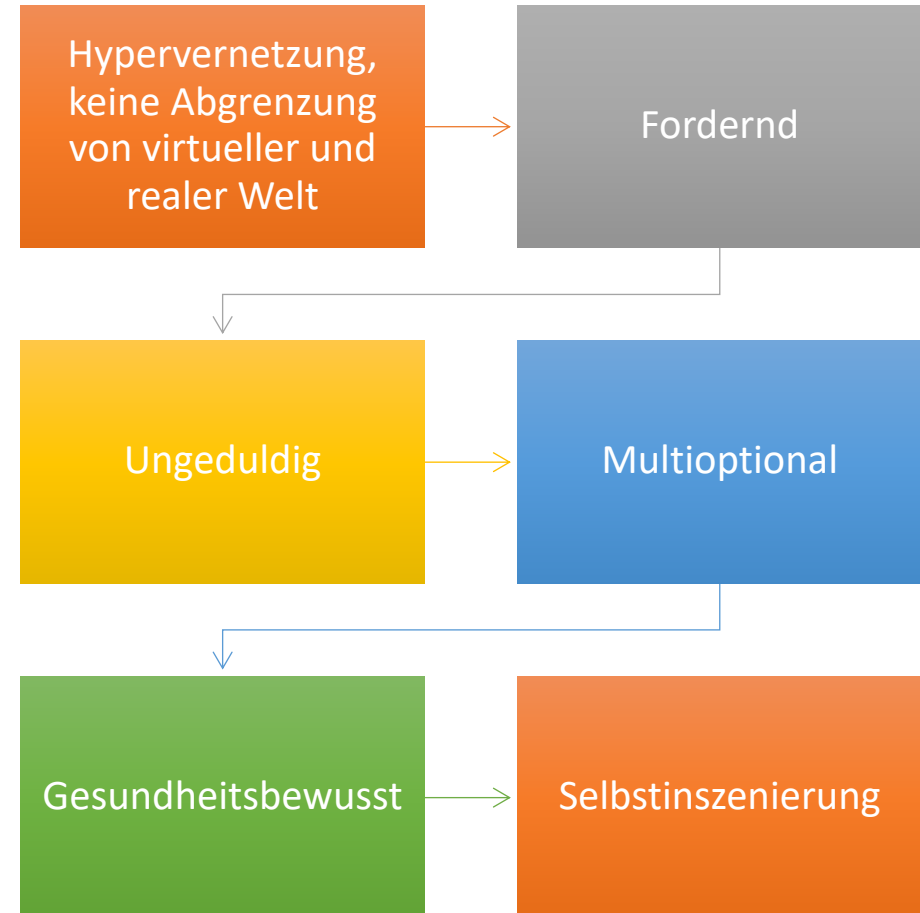 Hypervernetzung,
keine Abgrenzung
von virtueller und
realer Welt
Fordernd
Ungeduldig
Multioptional
Gesundheitsbewusst
Selbstinszenierung